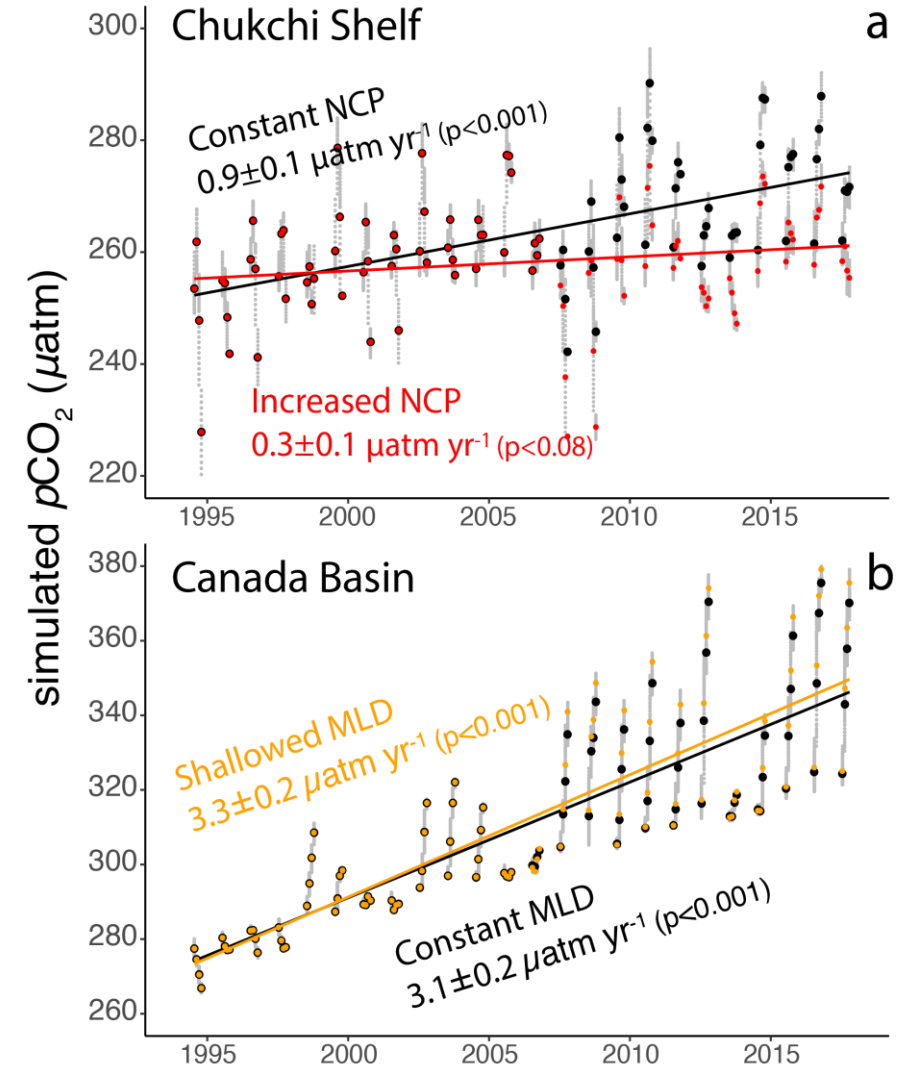 Chukchi Shelf
a
300
280
260
240
220
Constant NCP
0.9±0.1 µatm yr-1 (p<0.001)
Increased NCP
0.3±0.1 µatm yr-1 (p<0.08)
1995 2000 2005 2010 2015
simulated pCO2 (µatm)
Canada Basin
b
380
360
340
320
300
280
260
Shallowed MLD
3.3±0.2 µatm yr-1 (p<0.001)
Constant MLD
3.1±0.2 µatm yr-1 (p<0.001)
1995 2000 2005 2010 2015